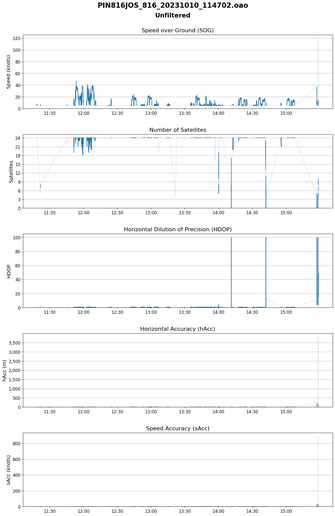 PIN816JOS_816_20231010_114702.oao
Unfiltered
Speed over Ground (SOG)
Speed (knots)
120
100
80
60
40
20
0
11:30 12:00 12:30 13:00 13:30 14:00 14:30 15:00
Number of Satellites
Satellites
24
21
18
15
12
9
6
3
0
11:30 12:00 12:30 13:00 13:30 14:00 14:30 15:00
Horizontal Dilution of Precision (HDOP)
HDOP
100
80
60
40
20
0
11:30 12:00 12:30 13:00 13:30 14:00 14:30 15:00
Horizontal Accuracy (hAcc)
hAcc (m)
3,500
3,000
2,500
2,000
1,500
1,000
500
0
11:30 12:00 12:30 13:00 13:30 14:00 14:30 15:00
Speed Accuracy (sAcc)
sAcc (knots)
800
600
400
200
0
11:30 12:00 12:30 13:00 13:30 14:00 14:30 15:00